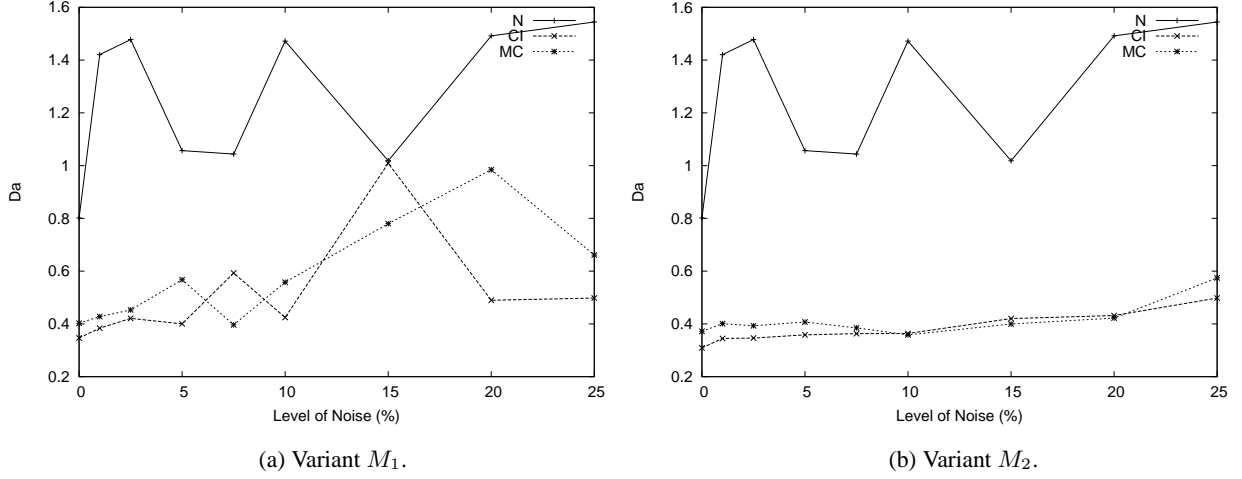 1.6
1.4
1.2
1
0.8
0.6
0.4
0.2
Da
N
CI
MC
0 5 10 15 20 25
Level of Noise (%)
(a) Variant M₁.
1.6
1.4
1.2
1
0.8
0.6
0.4
0.2
Da
N
CI
MC
0 5 10 15 20 25
Level of Noise (%)
(b) Variant M₂.